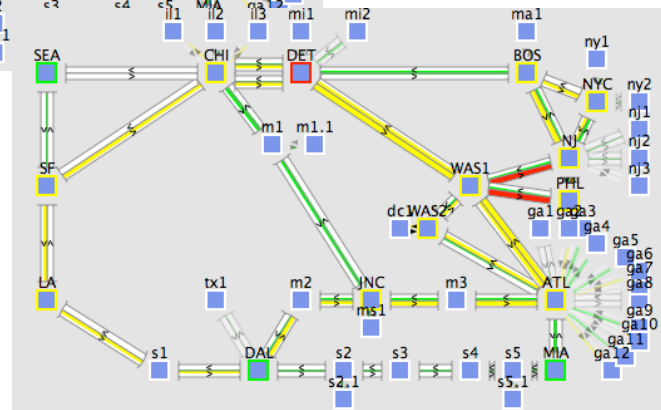 s3 s4 s5 MIA ga12
1
il1 il2 il3 mi1 mi2 ma1
ny1
SEA CHI DET BOS
NYC ny2
nj1
m1 m1.1 NJ nj2
SF WAS1 PHL nj3
dc1 WAS2 ga1 ga2 ga3
ga4
ga5
ga6
ga7
LA tx1 m2 JNC m3 ATL ga8
ms1 ga9
ga10
ga11
s1 DAL s2 s3 s4 s5 MIA ga12
s2.1 s5.1